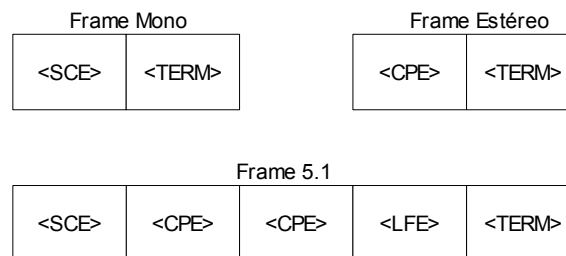 Frame Mono
Frame Estéreo
<SCE> <TERM>
<CPE> <TERM>
Frame 5.1
<SCE> <CPE> <CPE> <LFE> <TERM>